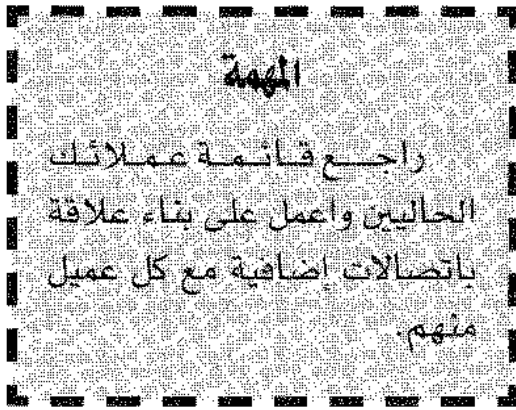 المهمة
راجع قائمة عملائك
الحاليين واعمل على بناء علاقة
باتصالات إضافية مع كل عميل
منهم.